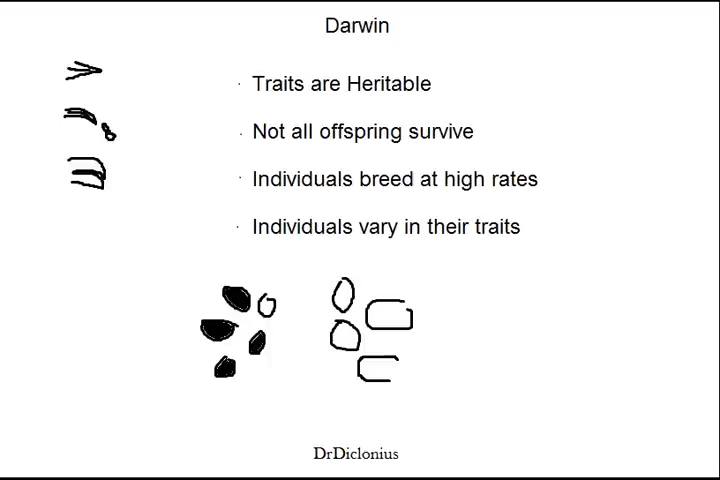 Darwin
· Traits are Heritable
· Not all offspring survive
· Individuals breed at high rates
· Individuals vary in their traits
DrDiclonius